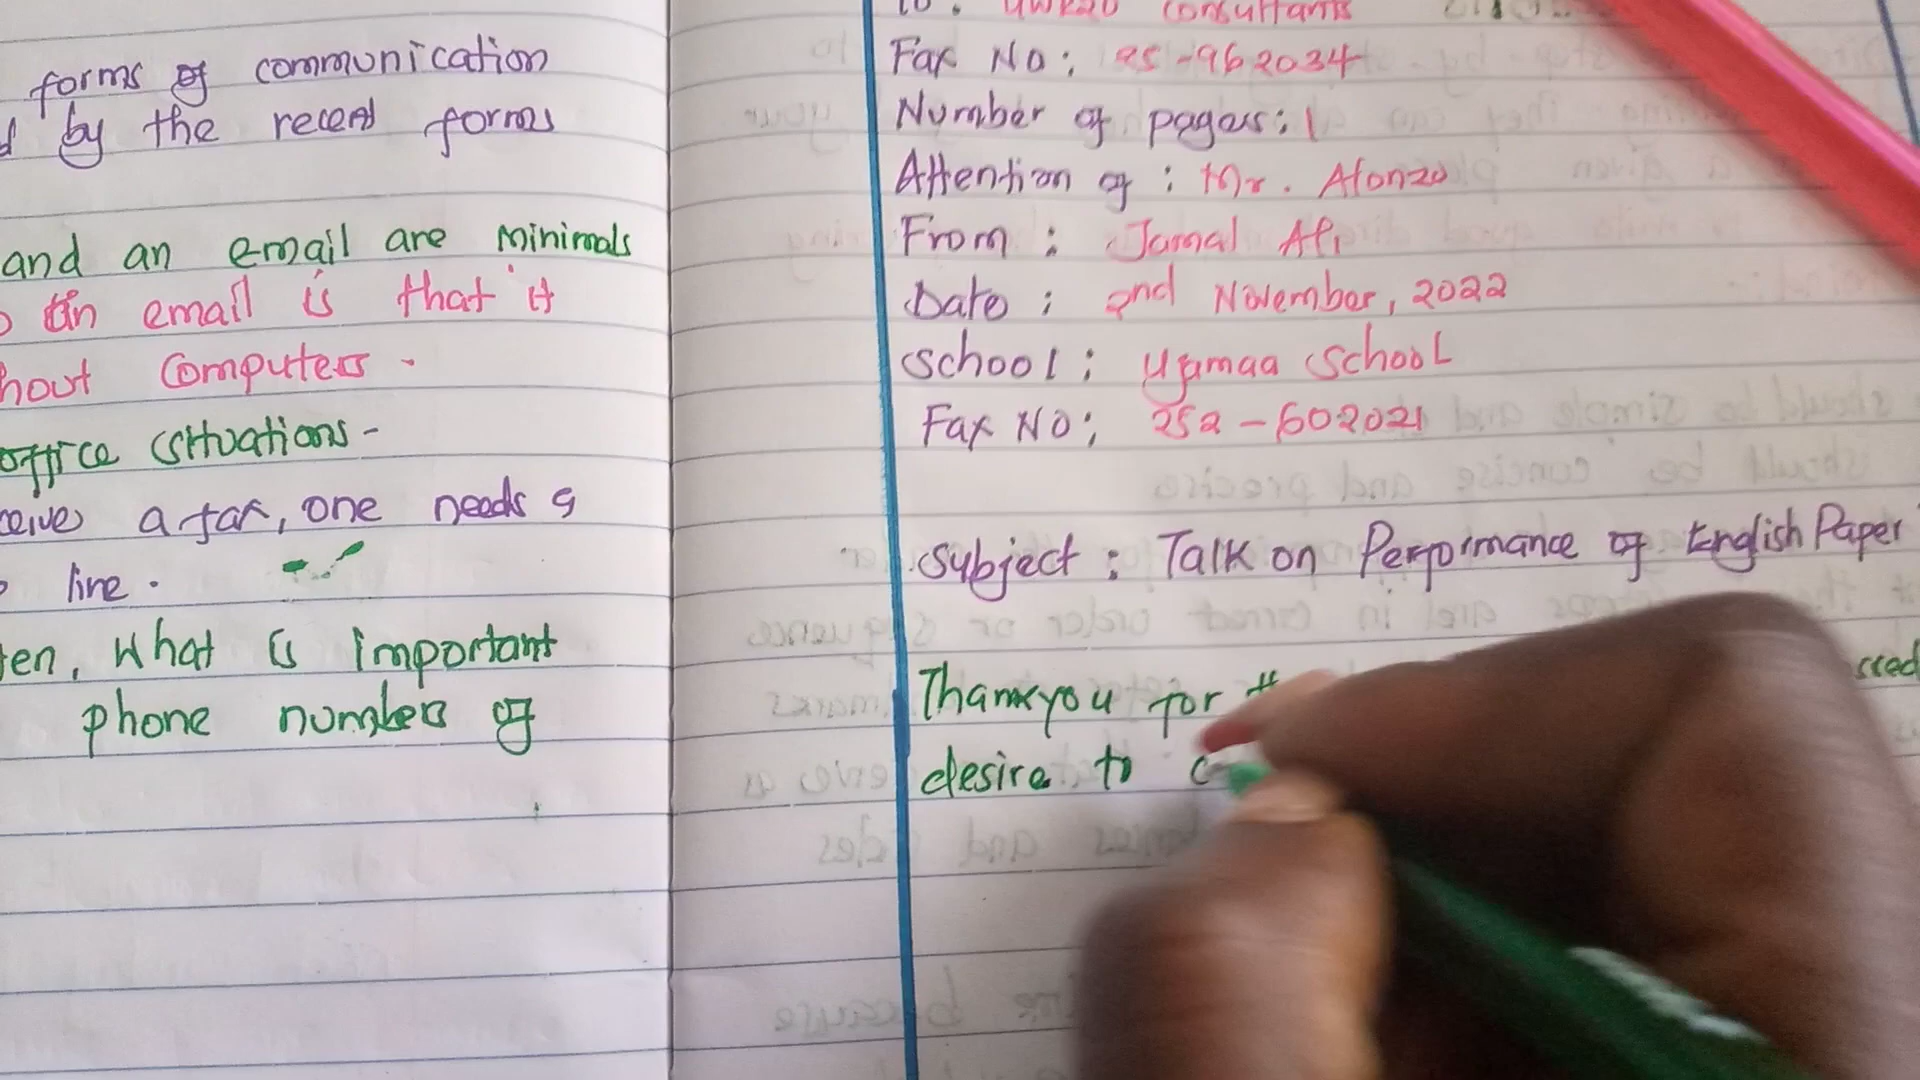 forms of communication
by the recent forms
and an email are minimals
an email is that it
hout Computers.
office situations-
ceive a fax, one needs a
line.
en, what is important
phone numbers of
to: consultants
Fax No: 25-962034
Number of pages: 1
Attention of: Mr. Alonzo
From: Jamal Ali
Date: 2nd November, 2022
School: Ujamaa School
Fax No: 252-602021
Subject: Talk on Performance of English Paper
Thankyou for
desire to